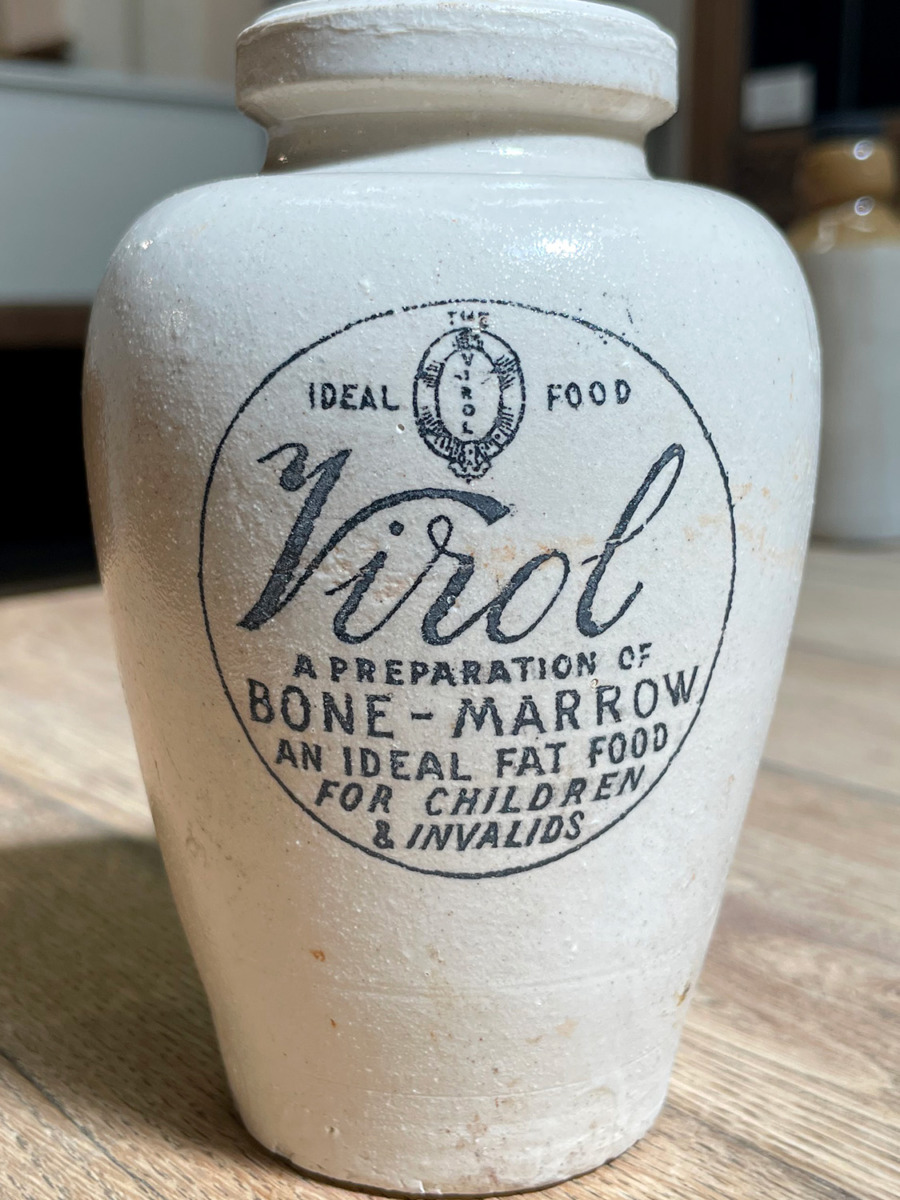 THE
IDEAL VIROL FOOD
Virol
A PREPARATION OF
BONE-MARROW
AN IDEAL FAT FOOD
FOR CHILDREN
& INVALIDS